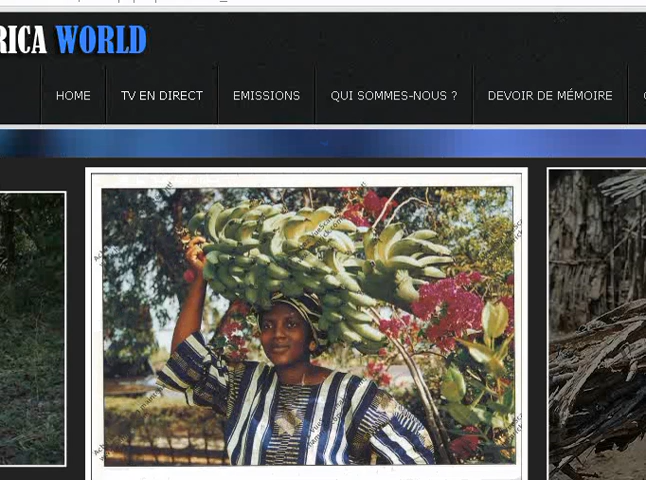 RICA WORLD
HOME TV EN DIRECT EMISSIONS QUI SOMMES-NOUS ? DEVOIR DE MÉMOIRE